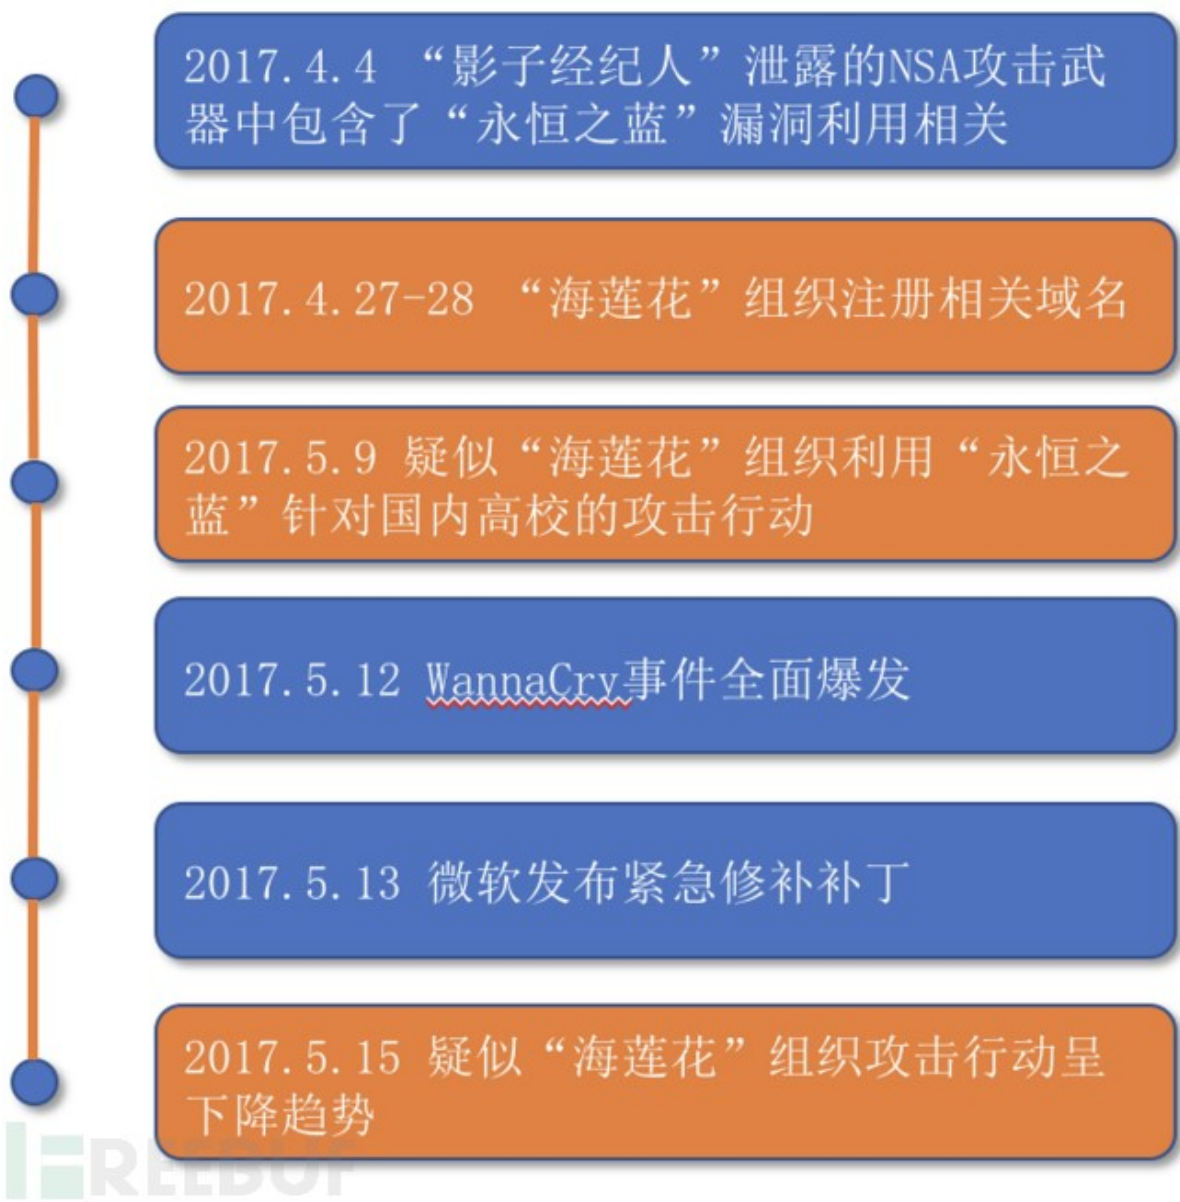 2017.4.4 “影子经纪人”泄露的NSA攻击武
器中包含了“永恒之蓝”漏洞利用相关
2017.4.27-28 “海莲花”组织注册相关域名
2017.5.9 疑似“海莲花”组织利用“永恒之
蓝”针对国内高校的攻击行动
2017.5.12 WannaCry事件全面爆发
2017.5.13 微软发布紧急修补补丁
2017.5.15 疑似“海莲花”组织攻击行动呈
下降趋势
FREEBUF